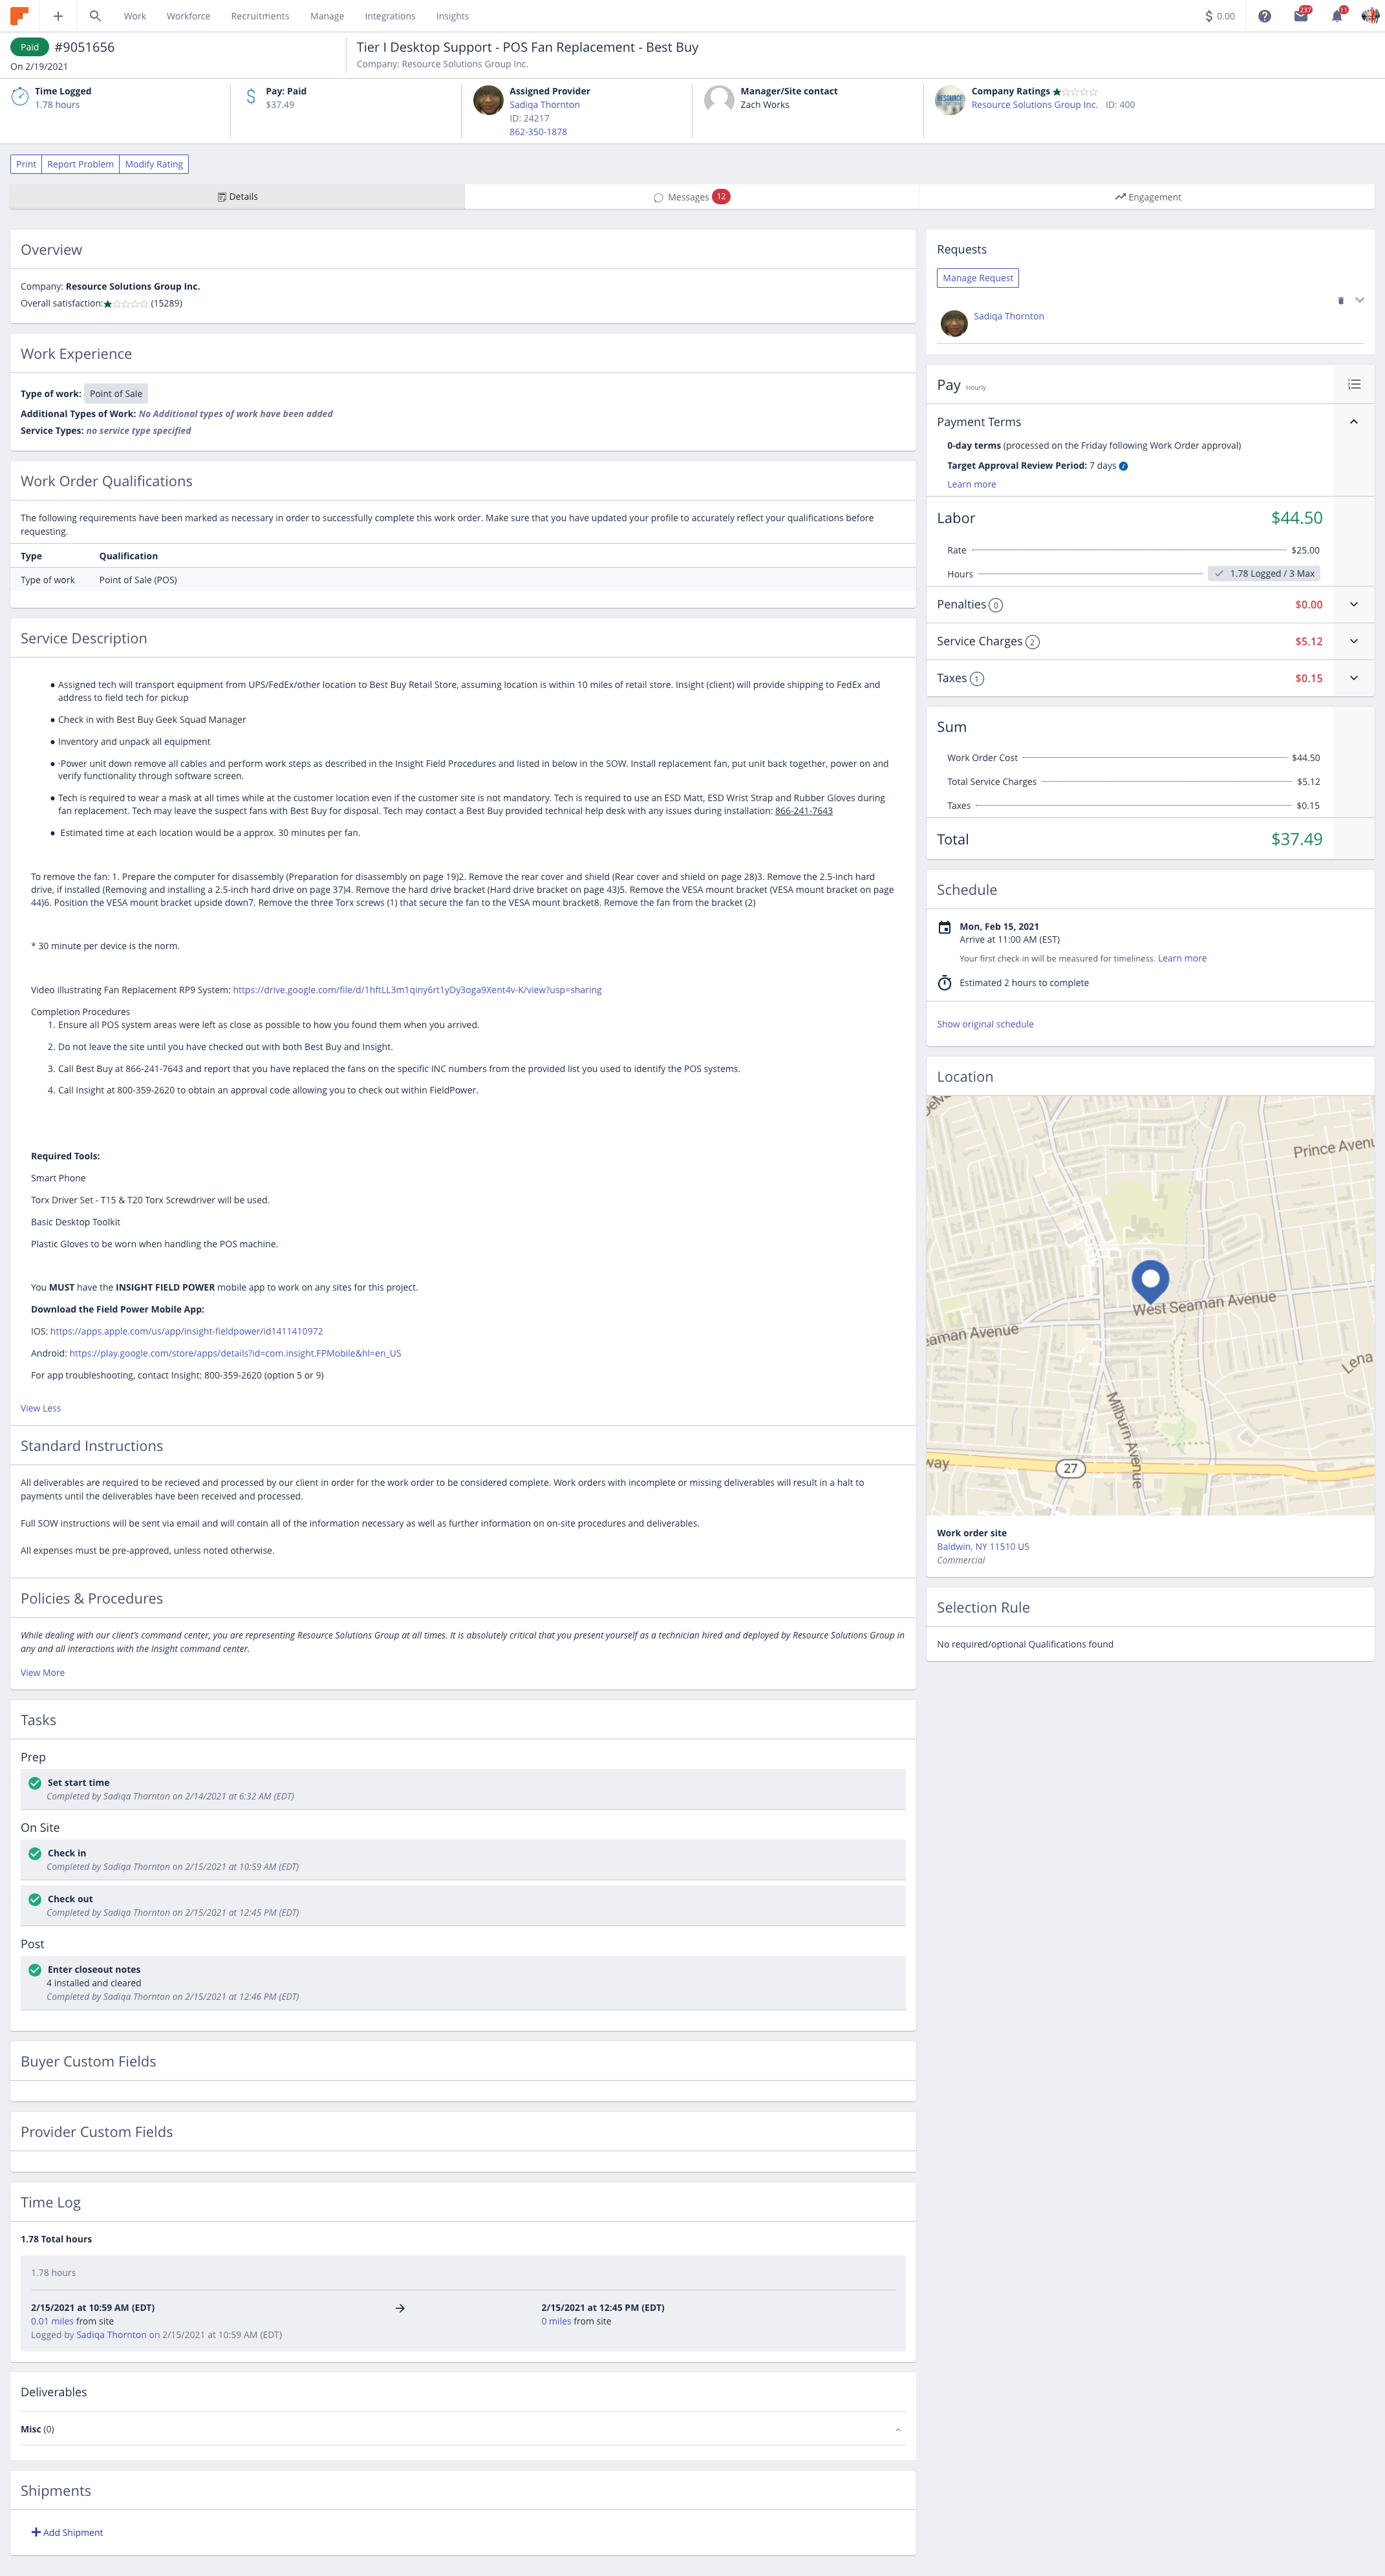 Work Workforce Recruitments Manage Integrations Insights
$ 0.00
237
11
Paid #9051656
On 2/19/2021
Tier I Desktop Support - POS Fan Replacement - Best Buy
Company: Resource Solutions Group Inc.
Time Logged
1.78 hours
Pay: Paid
$37.49
Assigned Provider
Sadiqa Thornton
ID: 24217
862-350-1878
Manager/Site contact
Zach Works
Company Ratings
Resource Solutions Group Inc. ID: 400
Print Report Problem Modify Rating
Details
Messages 12
Engagement
Overview
Company: Resource Solutions Group Inc.
Overall satisfaction: (15289)
Work Experience
Type of work: Point of Sale
Additional Types of Work: No Additional types of work have been added
Service Types: no service type specified
Work Order Qualifications
The following requirements have been marked as necessary in order to successfully complete this work order. Make sure that you have updated your profile to accurately reflect your qualifications before
requesting.
Type Qualification
Type of work Point of Sale (POS)
Service Description
● Assigned tech will transport equipment from UPS/FedEx/other location to Best Buy Retail Store, assuming location is within 10 miles of retail store. Insight (client) will provide shipping to FedEx and
address to field tech for pickup
● Check in with Best Buy Geek Squad Manager
● Inventory and unpack all equipment
● ·Power unit down remove all cables and perform work steps as described in the Insight Field Procedures and listed in below in the SOW. Install replacement fan, put unit back together, power on and
verify functionality through software screen.
● Tech is required to wear a mask at all times while at the customer location even if the customer site is not mandatory. Tech is required to use an ESD Matt, ESD Wrist Strap and Rubber Gloves during
fan replacement. Tech may leave the suspect fans with Best Buy for disposal. Tech may contact a Best Buy provided technical help desk with any issues during installation: 866-241-7643
● Estimated time at each location would be a approx. 30 minutes per fan.
To remove the fan: 1. Prepare the computer for disassembly (Preparation for disassembly on page 19)2. Remove the rear cover and shield (Rear cover and shield on page 28)3. Remove the 2.5-inch hard
drive, if installed (Removing and installing a 2.5-inch hard drive on page 37)4. Remove the hard drive bracket (Hard drive bracket on page 43)5. Remove the VESA mount bracket (VESA mount bracket on page
44)6. Position the VESA mount bracket upside down7. Remove the three Torx screws (1) that secure the fan to the VESA mount bracket8. Remove the fan from the bracket (2)
* 30 minute per device is the norm.
Video illustrating Fan Replacement RP9 System: https://drive.google.com/file/d/1hftLL3m1qiny6rt1yDy3oga9Xent4v-K/view?usp=sharing
Completion Procedures
1. Ensure all POS system areas were left as close as possible to how you found them when you arrived.
2. Do not leave the site until you have checked out with both Best Buy and Insight.
3. Call Best Buy at 866-241-7643 and report that you have replaced the fans on the specific INC numbers from the provided list you used to identify the POS systems.
4. Call Insight at 800-359-2620 to obtain an approval code allowing you to check out within FieldPower.
Required Tools:
Smart Phone
Torx Driver Set - T15 & T20 Torx Screwdriver will be used.
Basic Desktop Toolkit
Plastic Gloves to be worn when handling the POS machine.
You MUST have the INSIGHT FIELD POWER mobile app to work on any sites for this project.
Download the Field Power Mobile App:
IOS: https://apps.apple.com/us/app/insight-fieldpower/id1411410972
Android: https://play.google.com/store/apps/details?id=com.insight.FPMobile&hl=en_US
For app troubleshooting, contact Insight: 800-359-2620 (option 5 or 9)
View Less
Standard Instructions
All deliverables are required to be recieved and processed by our client in order for the work order to be considered complete. Work orders with incomplete or missing deliverables will result in a halt to
payments until the deliverables have been received and processed.
Full SOW instructions will be sent via email and will contain all of the information necessary as well as further information on on-site procedures and deliverables.
All expenses must be pre-approved, unless noted otherwise.
Policies & Procedures
While dealing with our client's command center, you are representing Resource Solutions Group at all times. It is absolutely critical that you present yourself as a technician hired and deployed by Resource Solutions Group in
any and all interactions with the Insight command center.
View More
Tasks
Prep
Set start time
Completed by Sadiqa Thornton on 2/14/2021 at 6:32 AM (EDT)
On Site
Check in
Completed by Sadiqa Thornton on 2/15/2021 at 10:59 AM (EDT)
Check out
Completed by Sadiqa Thornton on 2/15/2021 at 12:45 PM (EDT)
Post
Enter closeout notes
4 installed and cleared
Completed by Sadiqa Thornton on 2/15/2021 at 12:46 PM (EDT)
Buyer Custom Fields
Provider Custom Fields
Time Log
1.78 Total hours
1.78 hours
2/15/2021 at 10:59 AM (EDT) → 2/15/2021 at 12:45 PM (EDT)
0.01 miles from site 0 miles from site
Logged by Sadiqa Thornton on 2/15/2021 at 10:59 AM (EDT)
Deliverables
Misc (0)
Shipments
+ Add Shipment
Requests
Manage Request
Sadiqa Thornton
Pay Hourly
Payment Terms
0-day terms (processed on the Friday following Work Order approval)
Target Approval Review Period: 7 days
Learn more
Labor $44.50
Rate $25.00
Hours 1.78 Logged / 3 Max
Penalties 0 $0.00
Service Charges 2 $5.12
Taxes 1 $0.15
Sum
Work Order Cost $44.50
Total Service Charges $5.12
Taxes $0.15
Total $37.49
Schedule
Mon, Feb 15, 2021
Arrive at 11:00 AM (EST)
Your first check in will be measured for timeliness. Learn more
Estimated 2 hours to complete
Show original schedule
Location
Prince Avenu
West Seaman Avenue
eaman Avenue
Lena
Milburn Avenue
way
27
Work order site
Baldwin, NY 11510 US
Commercial
Selection Rule
No required/optional Qualifications found